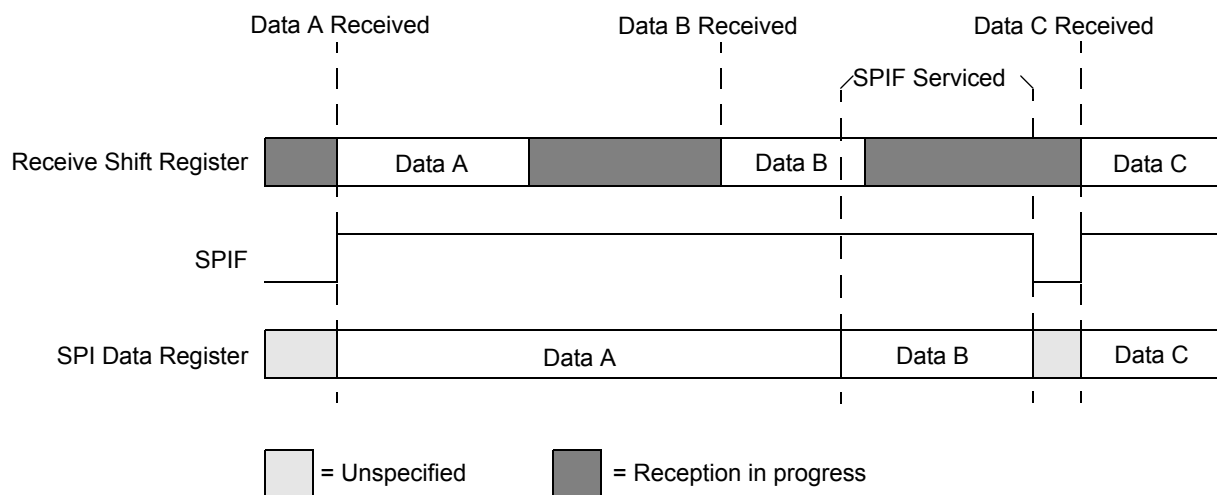 Data A Received
Data B Received
Data C Received
SPIF Serviced
Receive Shift Register
Data A
Data B
Data C
SPIF
SPI Data Register
Data A
Data B
Data C
= Unspecified
= Reception in progress